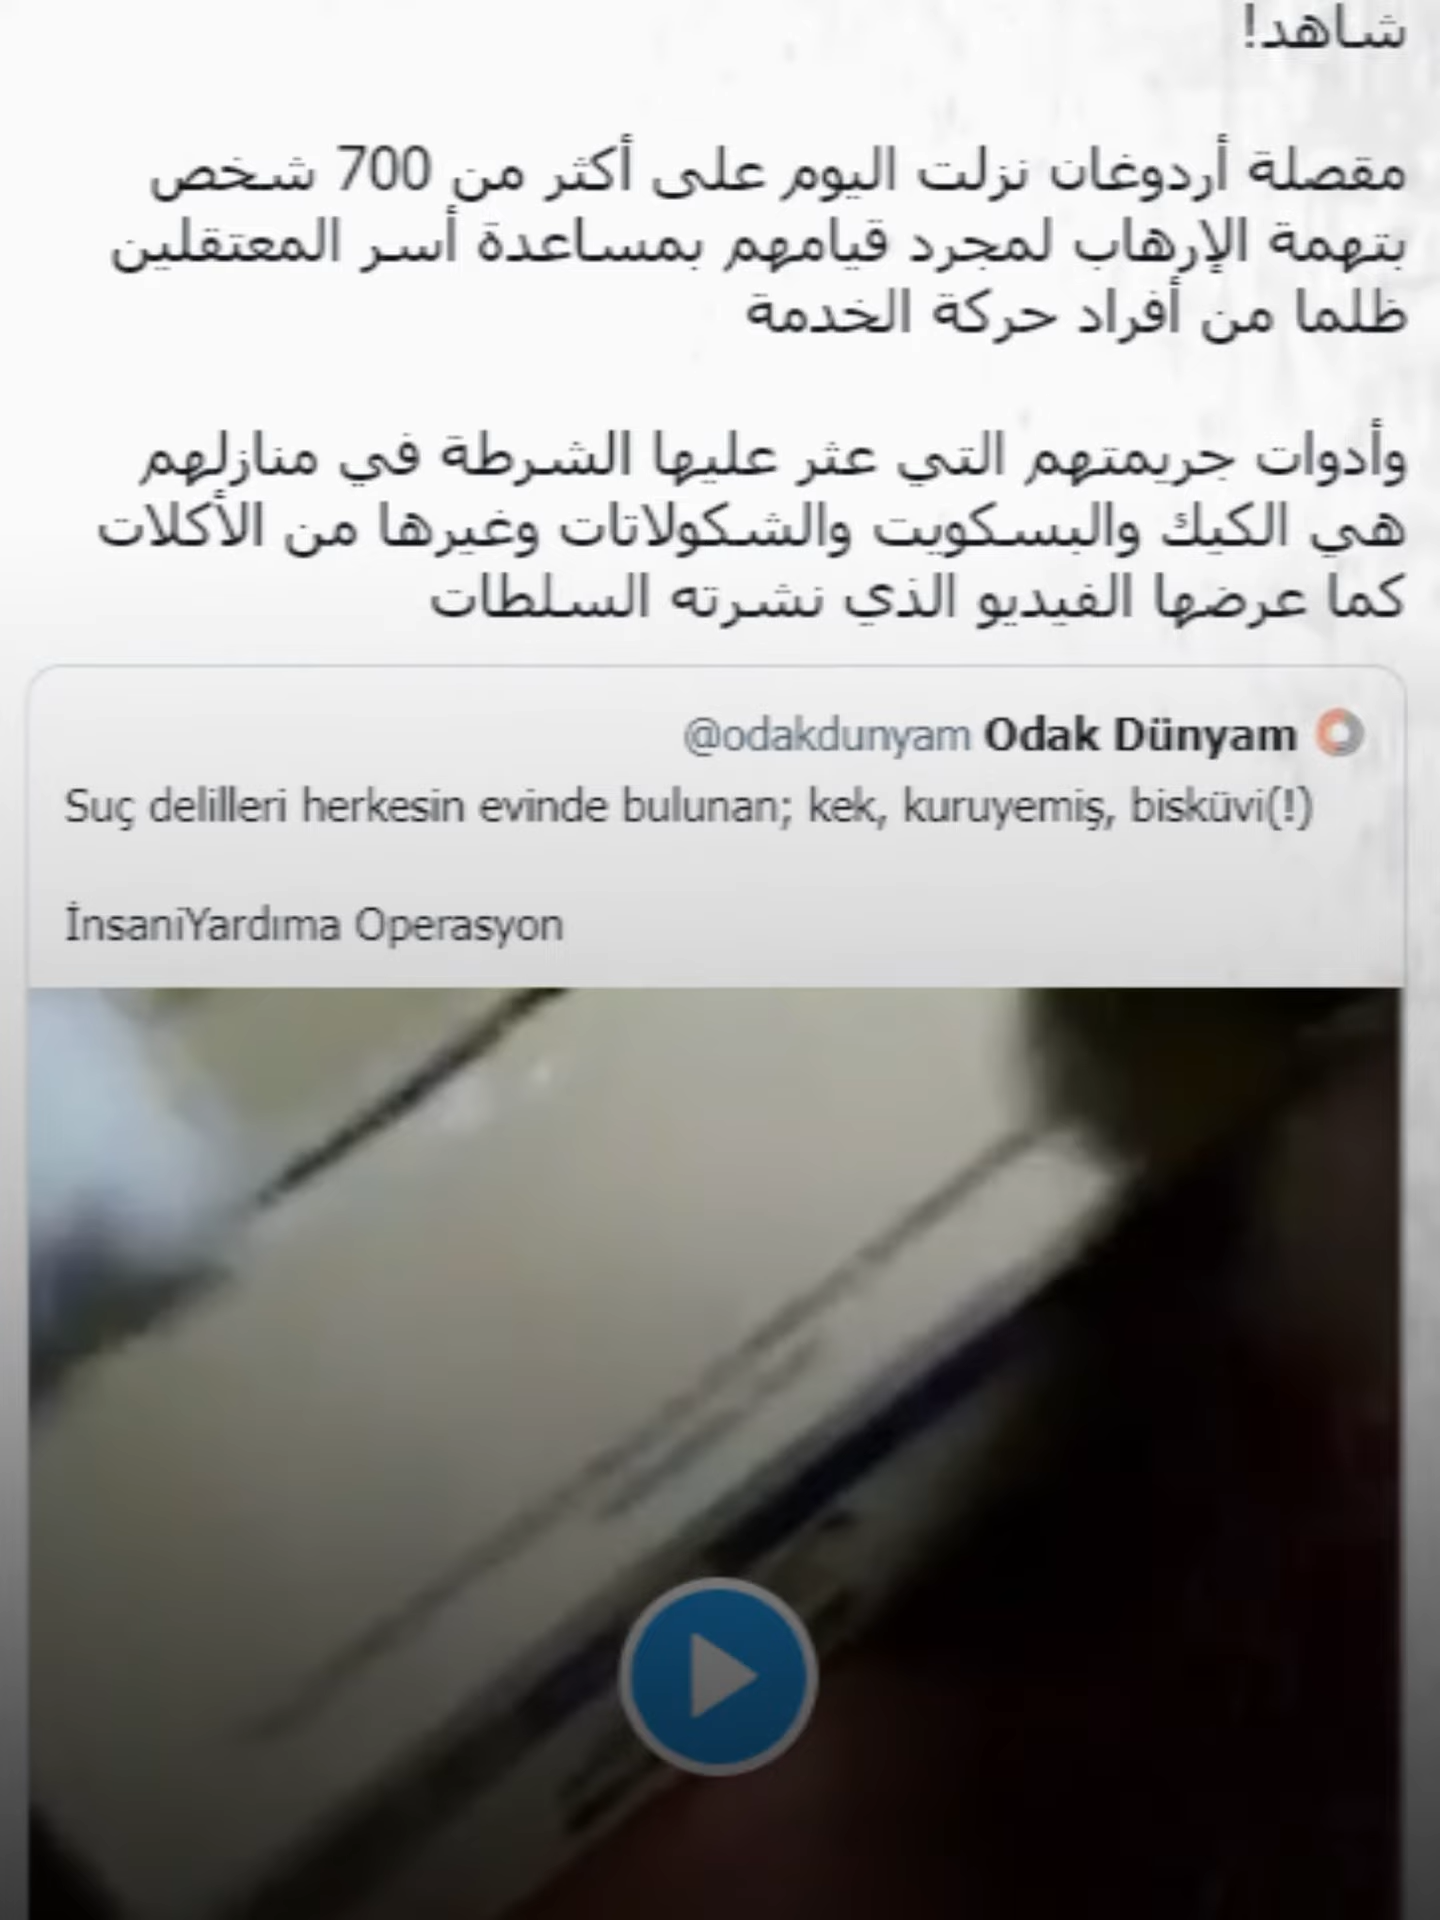 شاهد!
مقصلة أردوغان نزلت اليوم على أكثر من 700 شخص
بتهمة الإرهاب لمجرد قيامهم بمساعدة أسر المعتقلين
ظلما من أفراد حركة الخدمة
وأدوات جريمتهم التي عثر عليها الشرطة في منازلهم
هي الكيك والبسكويت والشكولاتات وغيرها من الأكلات
كما عرضها الفيديو الذي نشرته السلطات
Odak Dünyam @odakdunyam
Suç delilleri herkesin evinde bulunan; kek, kuruyemiş, bisküvi(!)
İnsaniYardıma Operasyon